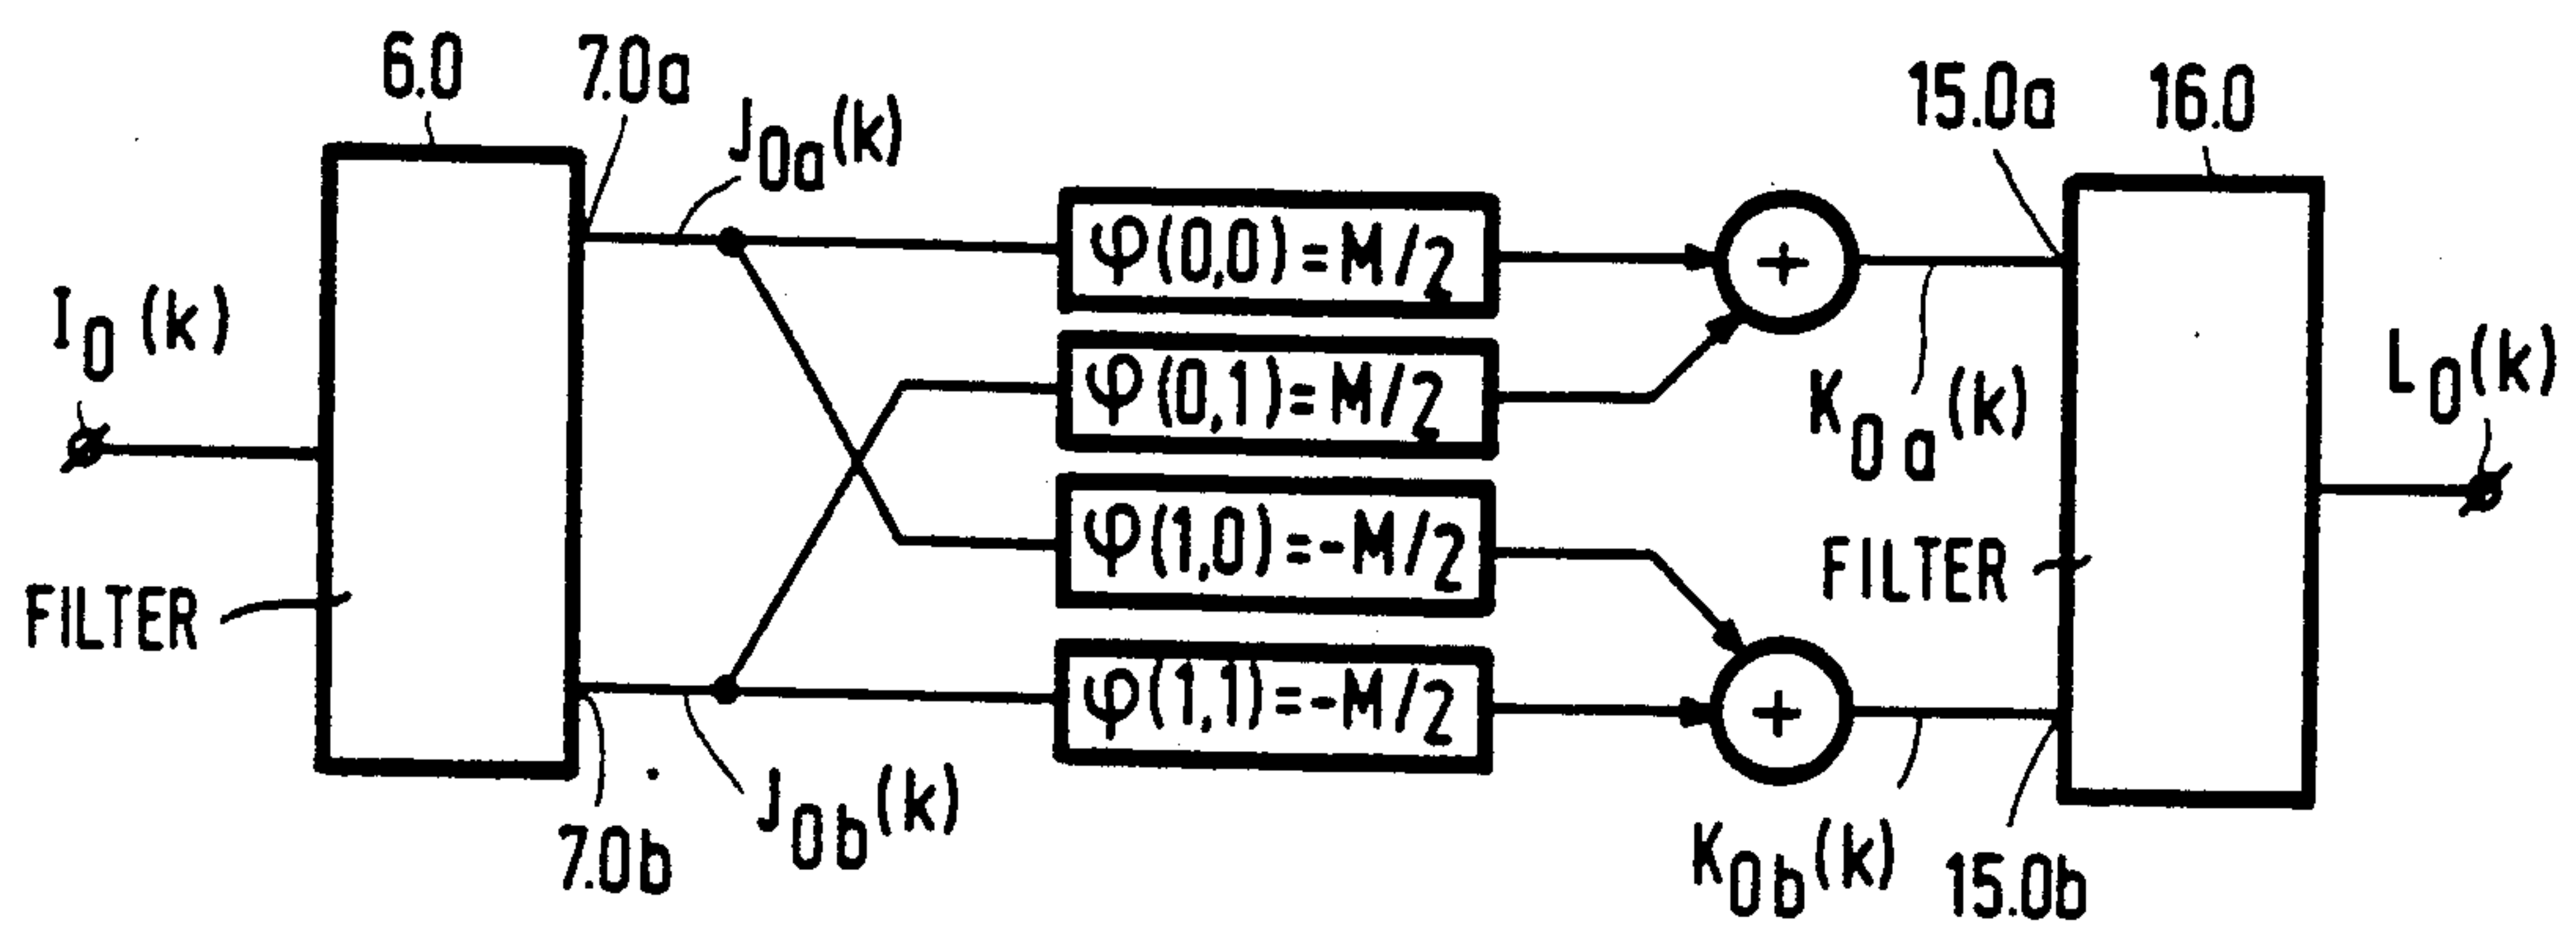 6.0
7.0a
J0a(k)
15.0a
16.0
φ(0,0)=M/2
+
I0(k)
φ(0,1)=M/2
K0a(k)
L0(k)
φ(1,0)=-M/2
FILTER
FILTER
φ(1,1)=-M/2
+
J0b(k)
7.0b
K0b(k)
15.0b